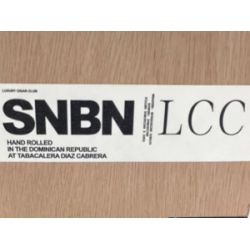 LUXURY CIGAR CLUB
SNBN
LCC
HAND ROLLED
IN THE DOMINICAN REPUBLIC
AT TABACALERA DIAZ CABRERA